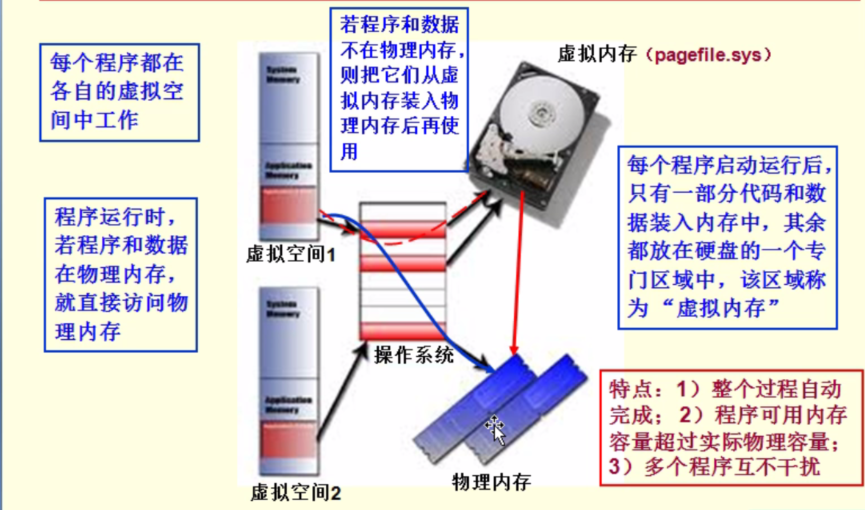 每个程序都在
各自的虚拟空
间中工作
若程序和数据
不在物理内存，
则把它们从虚
拟内存装入物
理内存后再使
用
虚拟内存（pagefile.sys）
System
Memory
Application
Memory
程序运行时，
若程序和数据
在物理内存，
就直接访问物
理内存
虚拟空间1
每个程序启动运行后，
只有一部分代码和数
据装入内存中，其余
都放在硬盘的一个专
门区域中，该区域称
为“虚拟内存”
System
Memory
Application
Memory
虚拟空间2
操作系统
物理内存
特点：1）整个过程自动
完成；2）程序可用内存
容量超过实际物理容量；
3）多个程序互不干扰